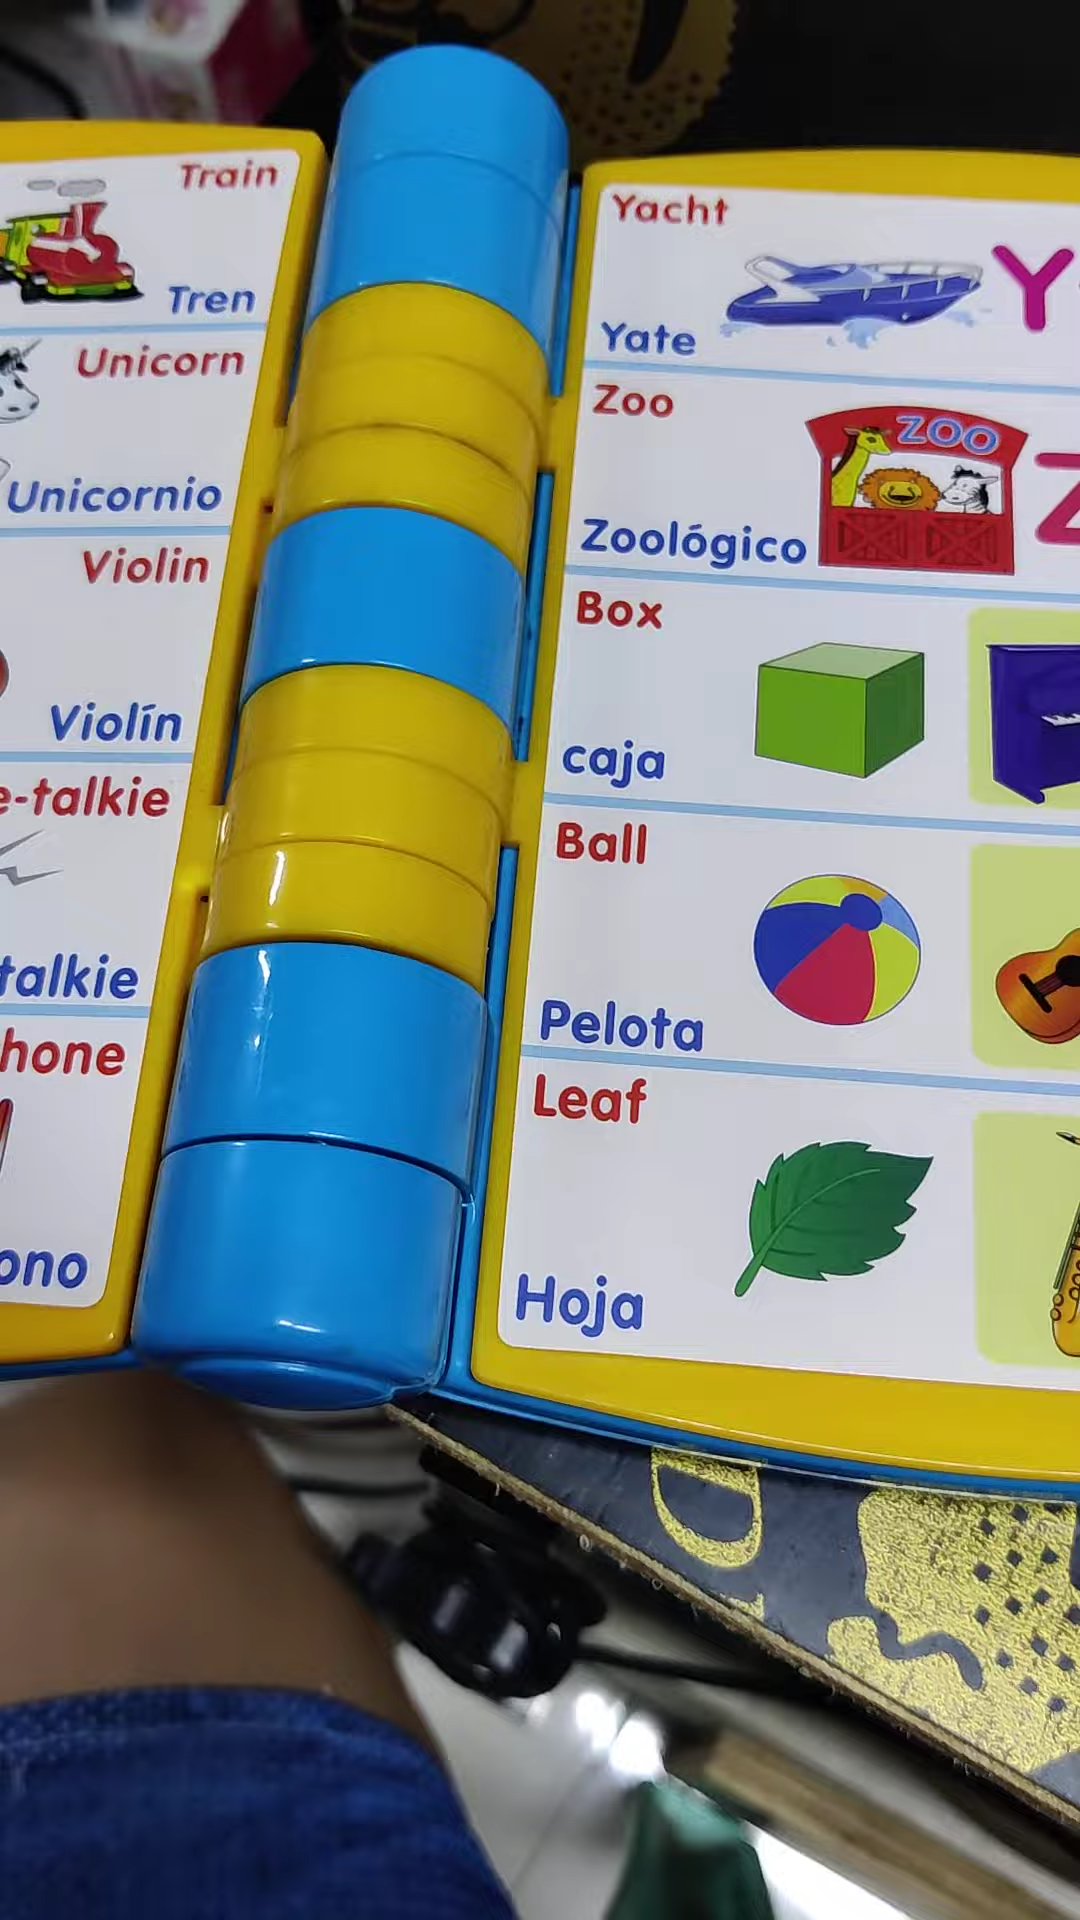 Train
Tren
Unicorn
Unicornio
Violin
Violín
e-talkie
talkie
hone
ono
Yacht
Y
Yate
Zoo
ZOO
Z
Zoológico
Box
caja
Ball
Pelota
Leaf
Hoja